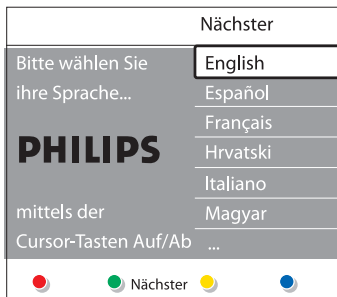 Nächster
Bitte wählen Sie
ihre Sprache...
PHILIPS
mittels der
Cursor-Tasten Auf/Ab
English
Español
Français
Hrvatski
Italiano
Magyar
...
Nächster